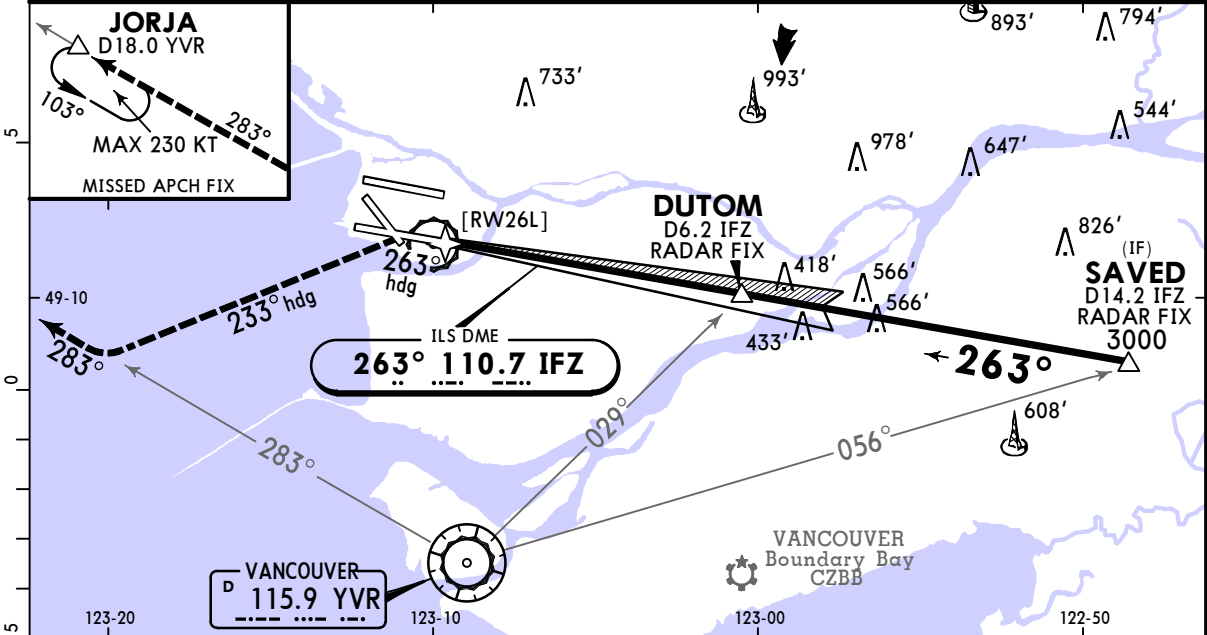 JORJA
D18.0 YVR
103°
283°
MAX 230 KT
MISSED APCH FIX
733'
993'
893'
794'
544'
978'
647'
826'
5
[RW26L]
DUTOM
D6.2 IFZ
RADAR FIX
(IF)
SAVED
D14.2 IFZ
RADAR FIX
3000
263°
hdg
418'
566'
566'
433'
49-10
233° hdg
283°
ILS DME
263° 110.7 IFZ
263°
0
608'
283°
029°
056°
VANCOUVER
D 115.9 YVR
VANCOUVER
Boundary Bay
CZBB
5
123-20
123-10
123-00
122-50